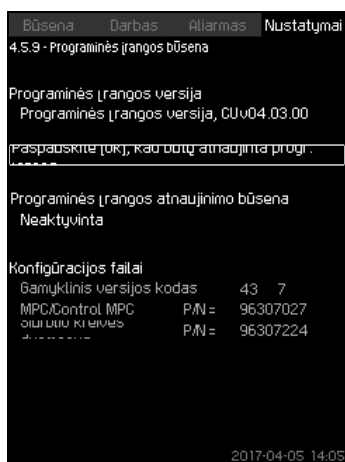 Būsena Darbas Aliarmas Nustatymai
4.5.9 - Programinės įrangos būsena
Programinės įrangos versija
Programinės įrangos versija, CUv04.03.00
Paspauskite [ok], kad būtų atnaujinta progr.
Programinės įrangos atnaujinimo būsena
Neaktyvinta
Konfigūracijos failai
Gamyklinis versijos kodas 43 7
MPC/Control MPC P/N = 96307027
Siurblio kreivės P/N = 96307224
2017-04-05 14:05